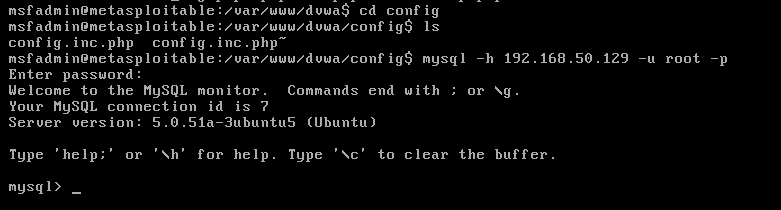 msfadmin@metasploitable:/var/www/dvwa$ cd config
msfadmin@metasploitable:/var/www/dvwa/config$ ls
config.inc.php  config.inc.php~
msfadmin@metasploitable:/var/www/dvwa/config$ mysql -h 192.168.50.129 -u root -p
Enter password:
Welcome to the MySQL monitor.  Commands end with ; or \g.
Your MySQL connection id is 7
Server version: 5.0.51a-3ubuntu5 (Ubuntu)
Type 'help;' or '\h' for help. Type '\c' to clear the buffer.
mysql> _